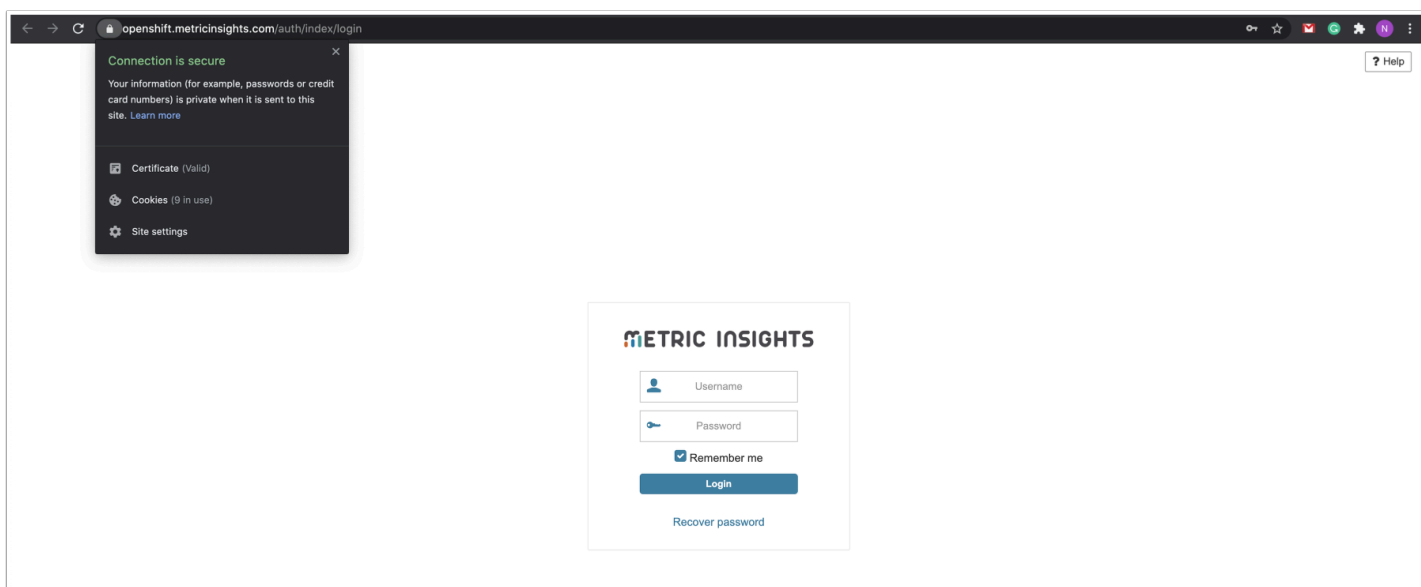 openshift.metricinsights.com/auth/index/login
G
N
Connection is secure
? Help
Your information (for example, passwords or credit
card numbers) is private when it is sent to this
site. Learn more
Certificate (Valid)
Cookies (9 in use)
Site settings
METRIC INSIGHTS
Username
Password
Remember me
Login
Recover password